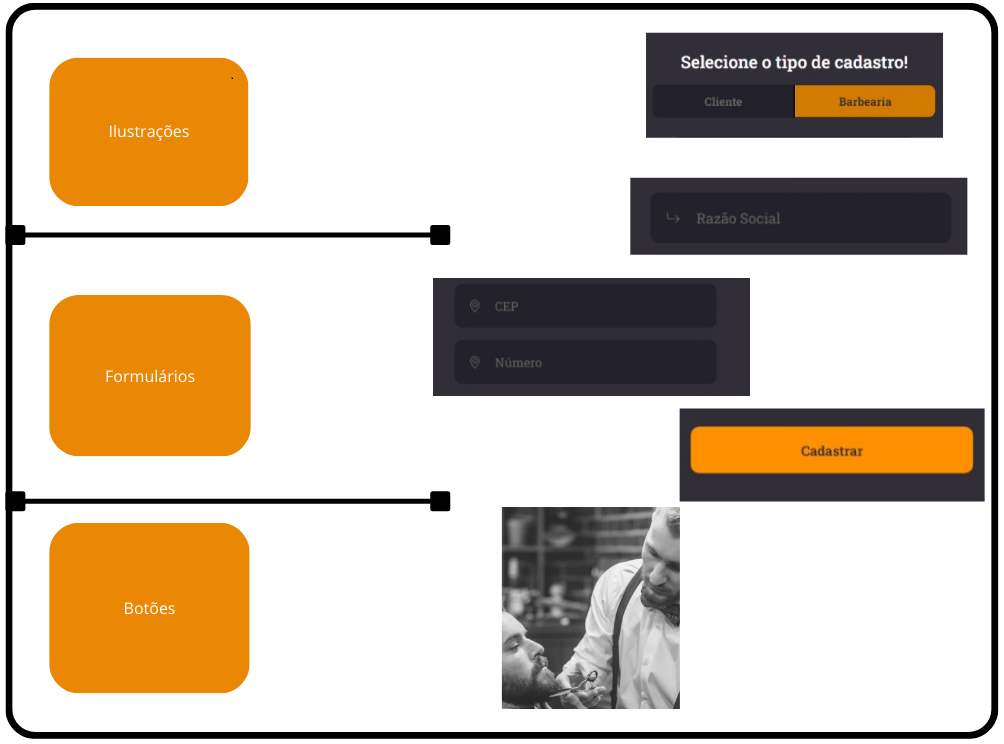 Selecione o tipo de cadastro!
Cliente
Barbearia
Ilustrações
Razão Social
CEP
Número
Formulários
Cadastrar
Botões